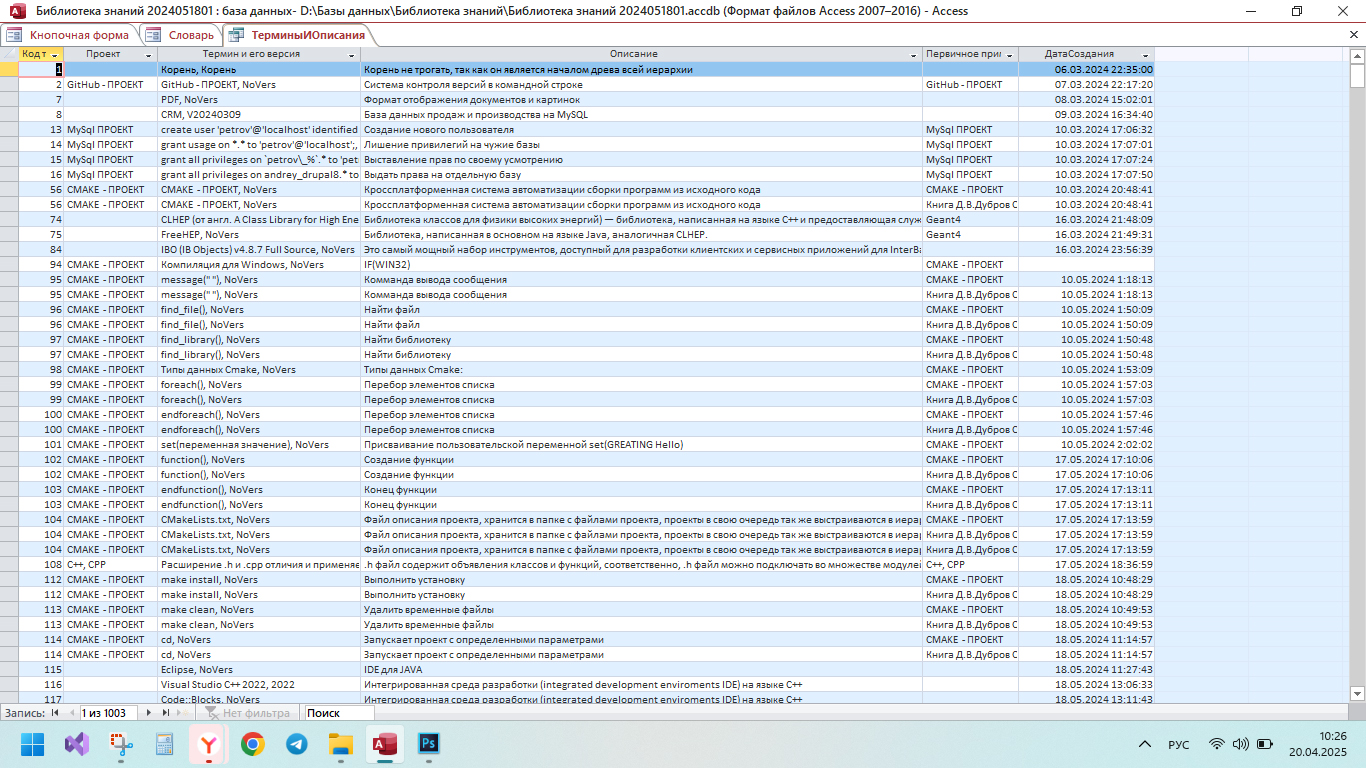 Библиотека знаний 2024051801 : база данных- D:\Базы данных\Библиотека знаний\Библиотека знаний 2024051801.accdb (Формат файлов Access 2007–2016) - Access
Кнопочная форма Словарь ТерминыИОписания
Код т Проект Термин и его версия Описание Первичное при ДатаСоздания
1 Корень, Корень Корень не трогать, так как он является началом древа всей иерархии 06.03.2024 22:35:00
2 GitHub - ПРОЕКТ GitHub - ПРОЕКТ, NoVers Система контроля версий в командной строке GitHub - ПРОЕКТ 07.03.2024 22:17:20
7 PDF, NoVers Формат отображения документов и картинок 08.03.2024 15:02:01
8 CRM, V20240309 База данных продаж и производства на MySQL 09.03.2024 16:34:40
13 MySql ПРОЕКТ create user 'petrov'@'localhost' identified Создание нового пользователя MySql ПРОЕКТ 10.03.2024 17:06:32
14 MySql ПРОЕКТ grant usage on *.* to 'petrov'@'localhost';, Лишение привилегий на чужие базы MySql ПРОЕКТ 10.03.2024 17:07:01
15 MySql ПРОЕКТ grant all privileges on `petrov\_%`.* to 'pet Выставление прав по своему усмотрению MySql ПРОЕКТ 10.03.2024 17:07:24
16 MySql ПРОЕКТ grant all privileges on andrey_drupal8.* to Выдать права на отдельную базу MySql ПРОЕКТ 10.03.2024 17:07:50
56 CMAKE - ПРОЕКТ CMAKE - ПРОЕКТ, NoVers Кроссплатформенная система автоматизации сборки программ из исходного кода CMAKE - ПРОЕКТ 10.03.2024 20:48:41
56 CMAKE - ПРОЕКТ CMAKE - ПРОЕКТ, NoVers Кроссплатформенная система автоматизации сборки программ из исходного кода Книга Д.В.Дубров С 10.03.2024 20:48:41
74 CLHEP (от англ. A Class Library for High Ene Библиотека классов для физики высоких энергий) — библиотека, написанная на языке C++ и предоставляющая служ Geant4 16.03.2024 21:48:09
75 FreeHEP, NoVers Библиотека, написанная в основном на языке Java, аналогичная CLHEP. Geant4 16.03.2024 21:49:31
84 IBO (IB Objects) v4.8.7 Full Source, NoVers Это самый мощный набор инструментов, доступный для разработки клиентских и сервисных приложений для InterBa 16.03.2024 23:56:39
94 CMAKE - ПРОЕКТ Компиляция для Windows, NoVers IF(WIN32) CMAKE - ПРОЕКТ
95 CMAKE - ПРОЕКТ message(" "), NoVers Комманда вывода сообщения CMAKE - ПРОЕКТ 10.05.2024 1:18:13
95 CMAKE - ПРОЕКТ message(" "), NoVers Комманда вывода сообщения Книга Д.В.Дубров С 10.05.2024 1:18:13
96 CMAKE - ПРОЕКТ find_file(), NoVers Найти файл CMAKE - ПРОЕКТ 10.05.2024 1:50:09
96 CMAKE - ПРОЕКТ find_file(), NoVers Найти файл Книга Д.В.Дубров С 10.05.2024 1:50:09
97 CMAKE - ПРОЕКТ find_library(), NoVers Найти библиотеку CMAKE - ПРОЕКТ 10.05.2024 1:50:48
97 CMAKE - ПРОЕКТ find_library(), NoVers Найти библиотеку Книга Д.В.Дубров С 10.05.2024 1:50:48
98 CMAKE - ПРОЕКТ Типы данных Cmake, NoVers Типы данных Cmake: CMAKE - ПРОЕКТ 10.05.2024 1:53:09
99 CMAKE - ПРОЕКТ foreach(), NoVers Перебор элементов списка CMAKE - ПРОЕКТ 10.05.2024 1:57:03
99 CMAKE - ПРОЕКТ foreach(), NoVers Перебор элементов списка Книга Д.В.Дубров С 10.05.2024 1:57:03
100 CMAKE - ПРОЕКТ endforeach(), NoVers Перебор элементов списка CMAKE - ПРОЕКТ 10.05.2024 1:57:46
100 CMAKE - ПРОЕКТ endforeach(), NoVers Перебор элементов списка Книга Д.В.Дубров С 10.05.2024 1:57:46
101 CMAKE - ПРОЕКТ set(переменная значение), NoVers Присваивание пользовательской переменной set(GREATING Hello) CMAKE - ПРОЕКТ 10.05.2024 2:02:02
102 CMAKE - ПРОЕКТ function(), NoVers Создание функции CMAKE - ПРОЕКТ 17.05.2024 17:10:06
102 CMAKE - ПРОЕКТ function(), NoVers Создание функции Книга Д.В.Дубров С 17.05.2024 17:10:06
103 CMAKE - ПРОЕКТ endfunction(), NoVers Конец функции CMAKE - ПРОЕКТ 17.05.2024 17:13:11
103 CMAKE - ПРОЕКТ endfunction(), NoVers Конец функции Книга Д.В.Дубров С 17.05.2024 17:13:11
104 CMAKE - ПРОЕКТ CMakeLists.txt, NoVers Файл описания проекта, хранится в папке с файлами проекта, проекты в свою очередь так же выстраиваются в иерар CMAKE - ПРОЕКТ 17.05.2024 17:13:59
104 CMAKE - ПРОЕКТ CMakeLists.txt, NoVers Файл описания проекта, хранится в папке с файлами проекта, проекты в свою очередь так же выстраиваются в иерар Книга Д.В.Дубров С 17.05.2024 17:13:59
104 CMAKE - ПРОЕКТ CMakeLists.txt, NoVers Файл описания проекта, хранится в папке с файлами проекта, проекты в свою очередь так же выстраиваются в иерар Книга Д.В.Дубров С 17.05.2024 17:13:59
108 C++, CPP Расширение .h и .cpp отличия и применяе .h файл содержит объявления классов и функций, соответственно, .h файл можно подключать во множестве модулей C++, CPP 17.05.2024 18:36:59
112 CMAKE - ПРОЕКТ make install, NoVers Выполнить установку CMAKE - ПРОЕКТ 18.05.2024 10:48:29
112 CMAKE - ПРОЕКТ make install, NoVers Выполнить установку Книга Д.В.Дубров С 18.05.2024 10:48:29
113 CMAKE - ПРОЕКТ make clean, NoVers Удалить временные файлы CMAKE - ПРОЕКТ 18.05.2024 10:49:53
113 CMAKE - ПРОЕКТ make clean, NoVers Удалить временные файлы Книга Д.В.Дубров С 18.05.2024 10:49:53
114 CMAKE - ПРОЕКТ cd, NoVers Запускает проект с определенными параметрами CMAKE - ПРОЕКТ 18.05.2024 11:14:57
114 CMAKE - ПРОЕКТ cd, NoVers Запускает проект с определенными параметрами Книга Д.В.Дубров С 18.05.2024 11:14:57
115 Eclipse, NoVers IDE для JAVA 18.05.2024 11:27:43
116 Visual Studio C++ 2022, 2022 Интегрированная среда разработки (integrated development enviroments IDE) на языке C++ 18.05.2024 13:06:33
117 Code::Blocks, NoVers Интегрированная среда разработки (integrated development enviroments IDE) на языке C++ 18.05.2024 13:11:43
Запись: 1 из 1003 Нет фильтра Поиск
РУС 10:26
20.04.2025